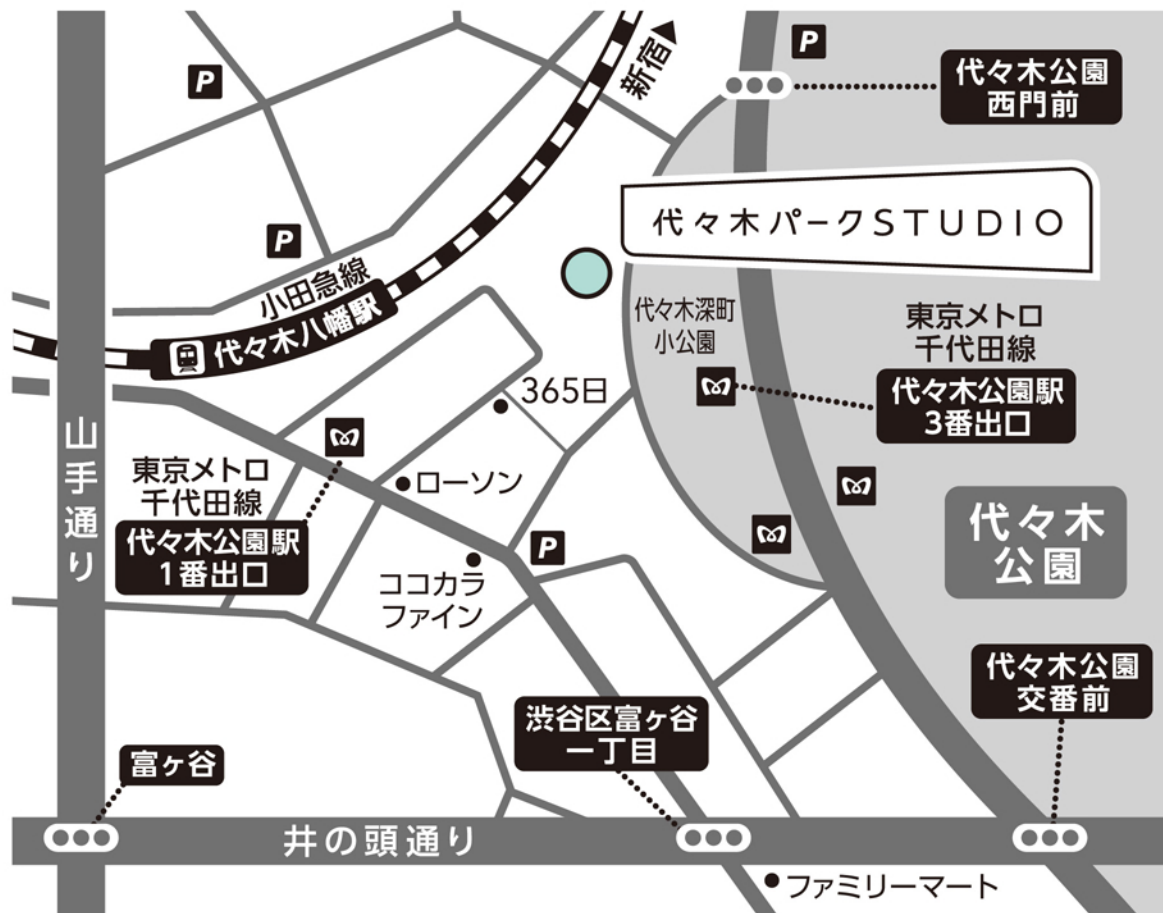 P
P
代々木公園
西門前
新宿
代々木パークSTUDIO
P
小田急線
代々木八幡駅
代々木深町
小公園
東京メトロ
千代田線
代々木公園駅
3番出口
365日
山手通り
東京メトロ
千代田線
代々木公園駅
1番出口
ローソン
代々木
公園
P
ココカラ
ファイン
代々木公園
交番前
渋谷区富ヶ谷
一丁目
富ヶ谷
井の頭通り
ファミリーマート